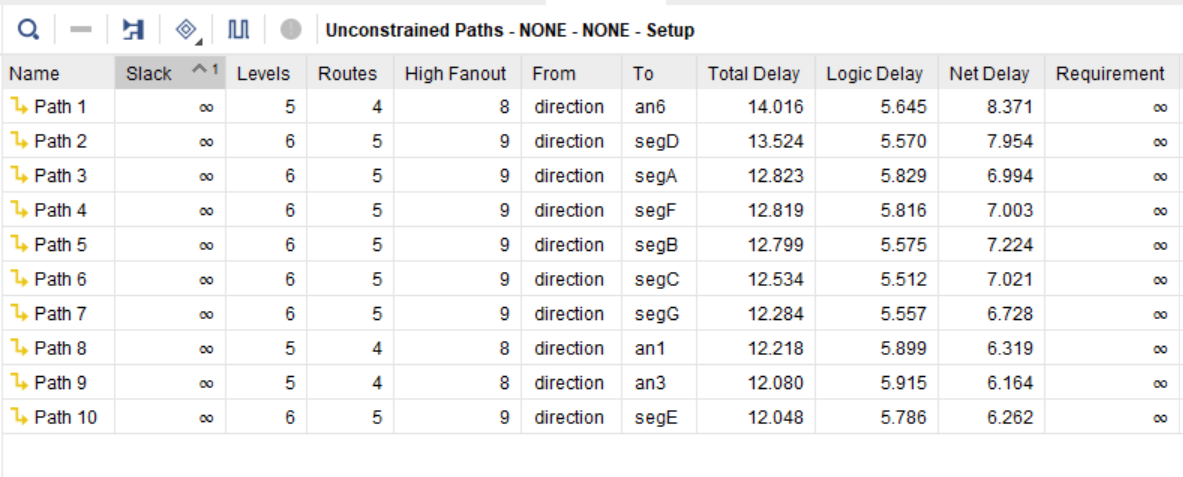 Unconstrained Paths - NONE - NONE - Setup
Name Slack ^1 Levels Routes High Fanout From To Total Delay Logic Delay Net Delay Requirement
Path 1 ∞ 5 4 8 direction an6 14.016 5.645 8.371 ∞
Path 2 ∞ 6 5 9 direction segD 13.524 5.570 7.954 ∞
Path 3 ∞ 6 5 9 direction segA 12.823 5.829 6.994 ∞
Path 4 ∞ 6 5 9 direction segF 12.819 5.816 7.003 ∞
Path 5 ∞ 6 5 9 direction segB 12.799 5.575 7.224 ∞
Path 6 ∞ 6 5 9 direction segC 12.534 5.512 7.021 ∞
Path 7 ∞ 6 5 9 direction segG 12.284 5.557 6.728 ∞
Path 8 ∞ 5 4 8 direction an1 12.218 5.899 6.319 ∞
Path 9 ∞ 5 4 8 direction an3 12.080 5.915 6.164 ∞
Path 10 ∞ 6 5 9 direction segE 12.048 5.786 6.262 ∞